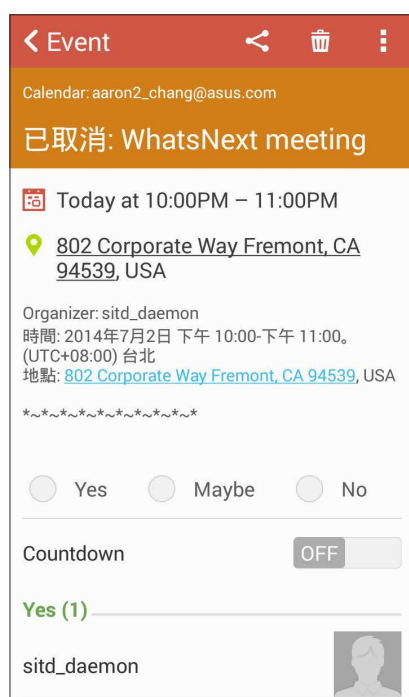 Event
Calendar: aaron2_chang@asus.com
已取消: WhatsNext meeting
Today at 10:00PM – 11:00PM
802 Corporate Way Fremont, CA
94539, USA
Organizer: sitd_daemon
時間: 2014年7月2日 下午 10:00-下午 11:00。
(UTC+08:00) 台北
地點: 802 Corporate Way Fremont, CA 94539, USA
*~*~*~*~*~*~*~*~*~*
Yes Maybe No
Countdown OFF
Yes (1)
sitd_daemon